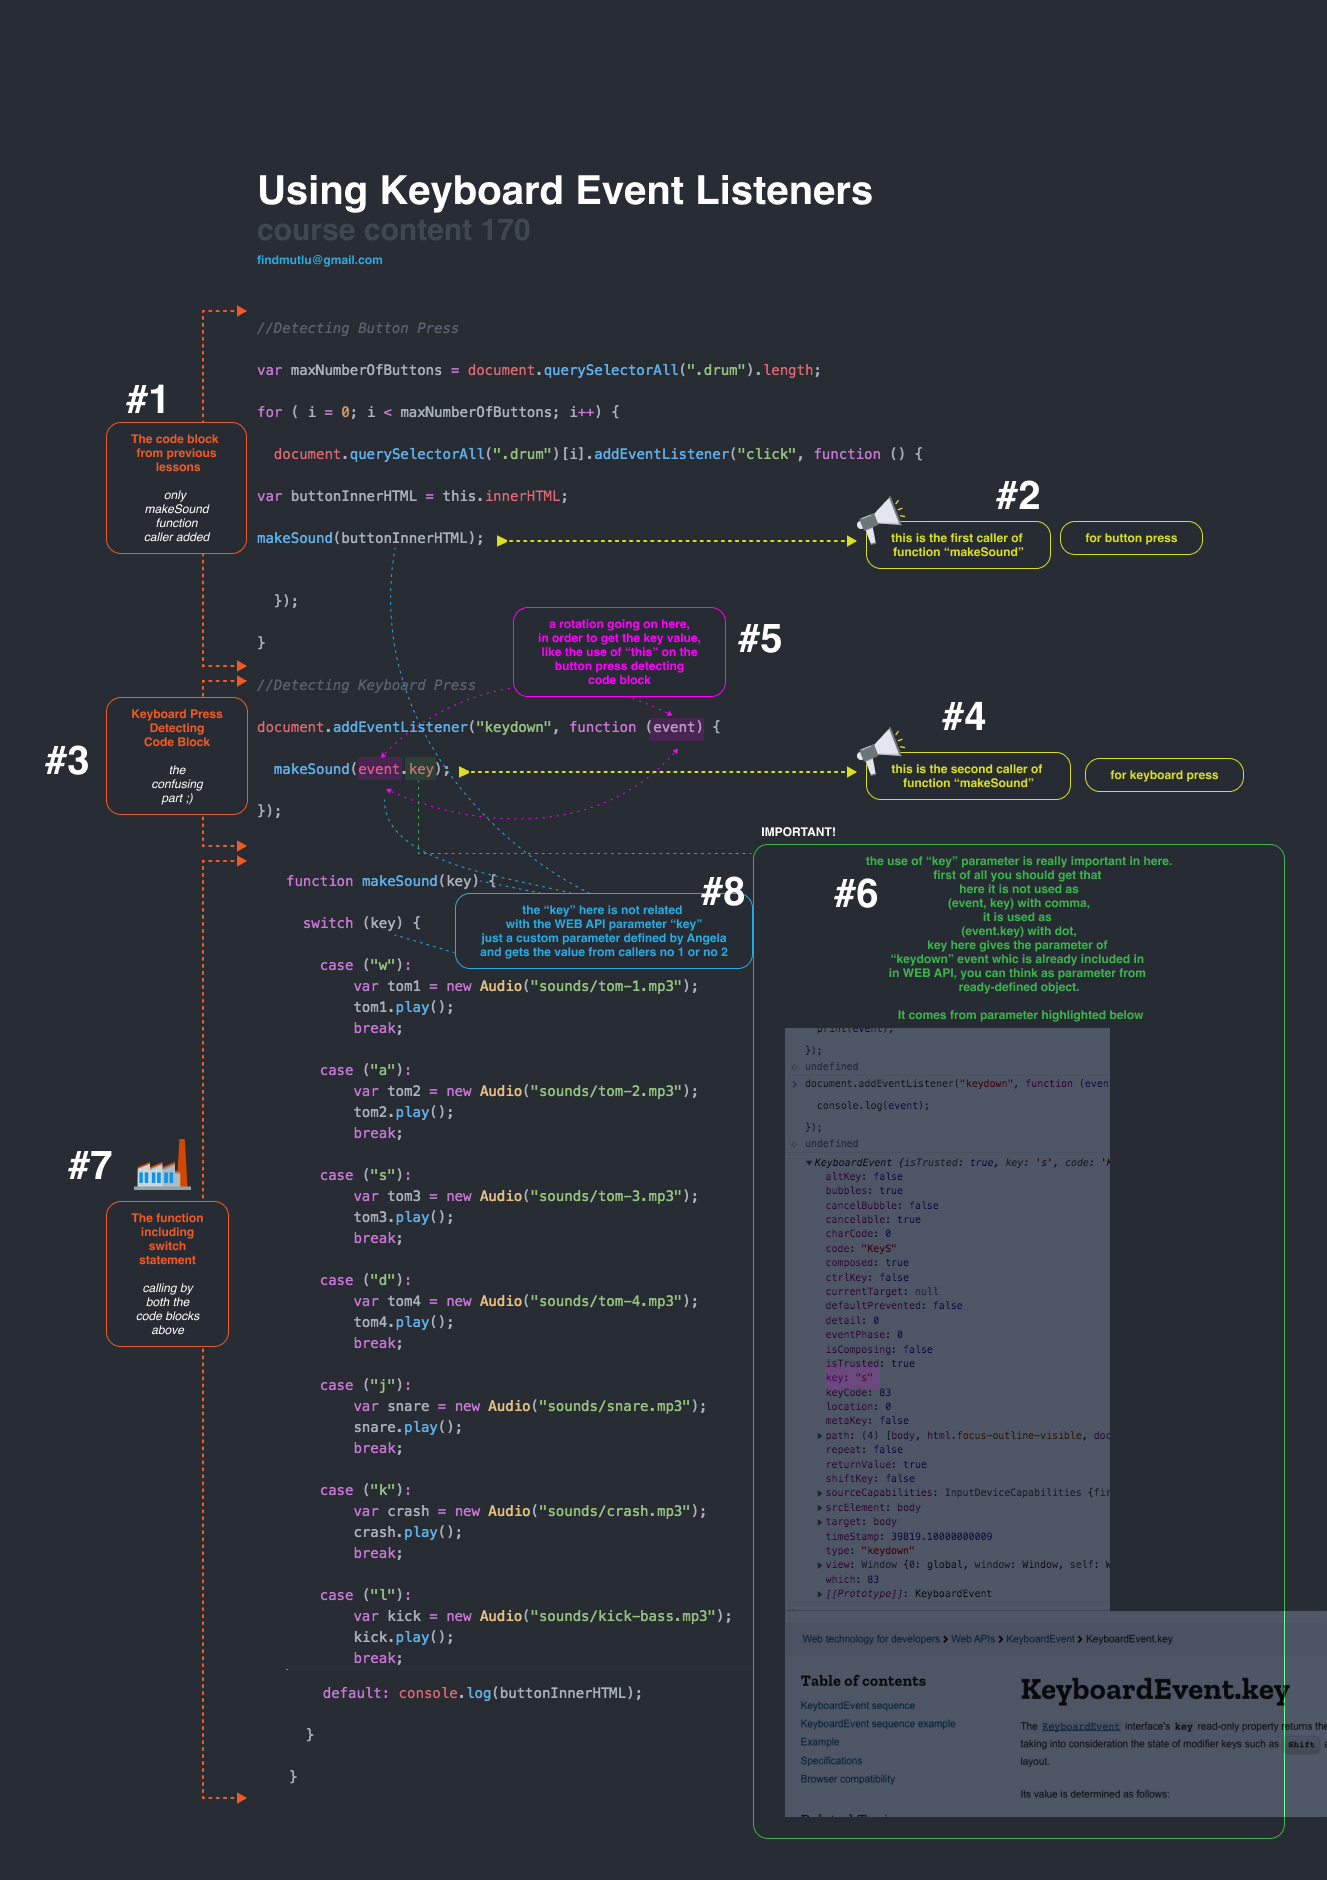 Using Keyboard Event Listeners
course content 170
findmutlu@gmail.com
//Detecting Button Press
var maxNumberOfButtons = document.querySelectorAll(".drum").length;
for ( i = 0; i < maxNumberOfButtons; i++) {
document.querySelectorAll(".drum")[i].addEventListener("click", function () {
var buttonInnerHTML = this.innerHTML;
makeSound(buttonInnerHTML);
});
}
#1
The code block
from previous
lessons
only
makeSound
function
caller added
#2
this is the first caller of
function “makeSound”
for button press
#5
a rotation going on here,
in order to get the key value,
like the use of “this” on the
button press detecting
code block
//Detecting Keyboard Press
document.addEventListener("keydown", function (event) {
makeSound(event.key);
});
#3
Keyboard Press
Detecting
Code Block
the
confusing
part ;)
#4
this is the second caller of
function “makeSound”
for keyboard press
function makeSound(key) {
switch (key) {
case ("w"):
var tom1 = new Audio("sounds/tom-1.mp3");
tom1.play();
break;
case ("a"):
var tom2 = new Audio("sounds/tom-2.mp3");
tom2.play();
break;
case ("s"):
var tom3 = new Audio("sounds/tom-3.mp3");
tom3.play();
break;
case ("d"):
var tom4 = new Audio("sounds/tom-4.mp3");
tom4.play();
break;
case ("j"):
var snare = new Audio("sounds/snare.mp3");
snare.play();
break;
case ("k"):
var crash = new Audio("sounds/crash.mp3");
crash.play();
break;
case ("l"):
var kick = new Audio("sounds/kick-bass.mp3");
kick.play();
break;
default: console.log(buttonInnerHTML);
}
}
#7
The function
including
switch
statement
calling by
both the
code blocks
above
#8
the “key” here is not related
with the WEB API parameter “key”
just a custom parameter defined by Angela
and gets the value from callers no 1 or no 2
IMPORTANT!
#6
the use of “key” parameter is really important in here.
first of all you should get that
here it is not used as
(event, key) with comma,
it is used as
(event.key) with dot,
key here gives the parameter of
“keydown” event whic is already included in
in WEB API, you can think as parameter from
ready-defined object.
It comes from parameter highlighted below
print(event);
});
undefined
document.addEventListener("keydown", function (even
console.log(event);
});
undefined
KeyboardEvent {isTrusted: true, key: 's', code: 'K
altKey: false
bubbles: true
cancelBubble: false
cancelable: true
charCode: 0
code: "KeyS"
composed: true
ctrlKey: false
currentTarget: null
defaultPrevented: false
detail: 0
eventPhase: 0
isComposing: false
isTrusted: true
key: "s"
keyCode: 83
location: 0
metaKey: false
path: (4) [body, html.focus-outline-visible, doc
repeat: false
returnValue: true
shiftKey: false
sourceCapabilities: InputDeviceCapabilities {fir
srcElement: body
target: body
timeStamp: 39819.10000000009
type: "keydown"
view: Window {0: global, window: Window, self: W
which: 83
[[Prototype]]: KeyboardEvent
Web technology for developers > Web APIs > KeyboardEvent > KeyboardEvent.key
Table of contents
KeyboardEvent sequence
KeyboardEvent sequence example
Example
Specifications
Browser compatibility
KeyboardEvent.key
The KeyboardEvent interface's key read-only property returns the
taking into consideration the state of modifier keys such as Shift a
layout.
Its value is determined as follows: